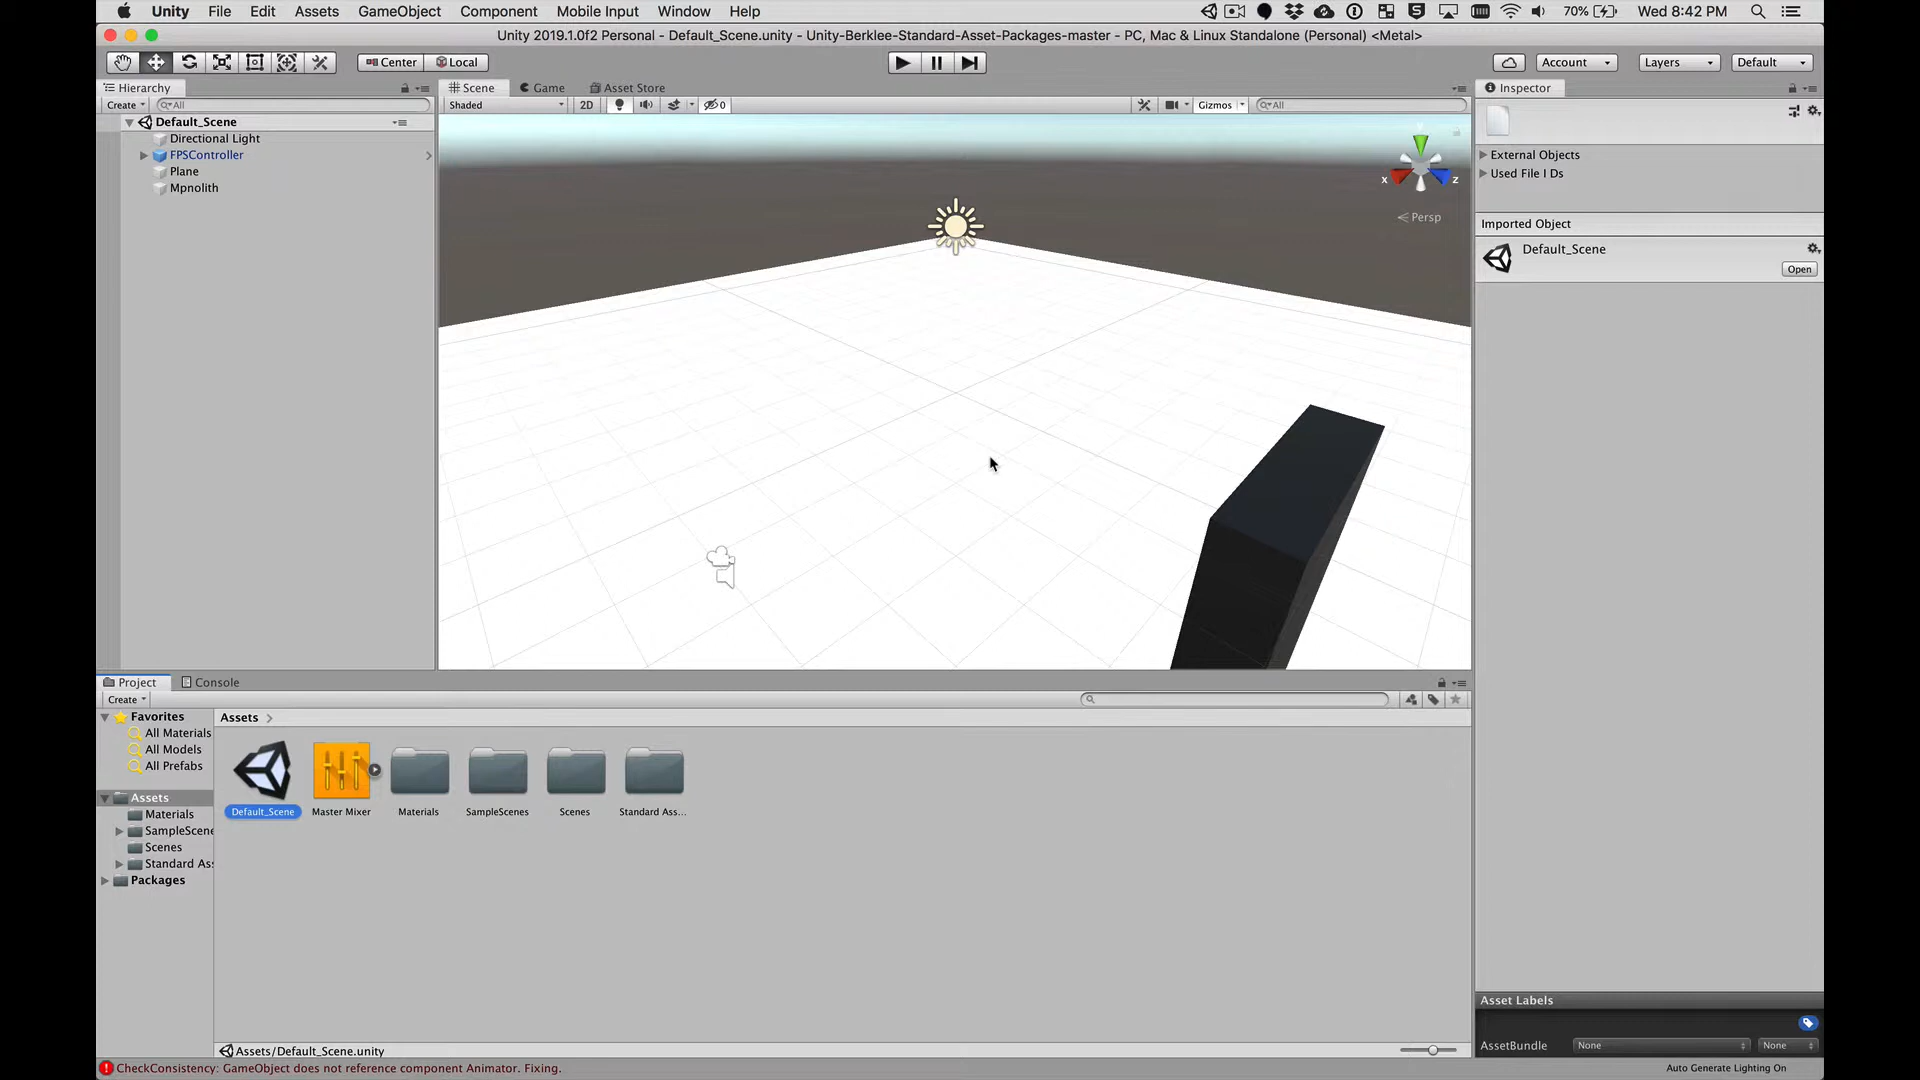 Unity File Edit Assets GameObject Component Mobile Input Window Help 70% Wed 8:42 PM
Unity 2019.1.0f2 Personal - Default_Scene.unity - Unity-Berklee-Standard-Asset-Packages-master - PC, Mac & Linux Standalone (Personal) <Metal>
Center Local Account Layers Default
Hierarchy Scene Game Asset Store Inspector
Create All Shaded 2D 0 Gizmos All
Default_Scene
Directional Light
FPSController
Plane
Mpnolith
x z
Persp
External Objects
Used File I Ds
Imported Object
Default_Scene
Open
Project Console
Create
Favorites
All Materials
All Models
All Prefabs
Assets
Materials
SampleScene
Scenes
Standard Ass
Packages
Assets
Default_Scene Master Mixer Materials SampleScenes Scenes Standard Ass...
Assets/Default_Scene.unity
Asset Labels
AssetBundle None None
CheckConsistency: GameObject does not reference component Animator. Fixing.
Auto Generate Lighting On